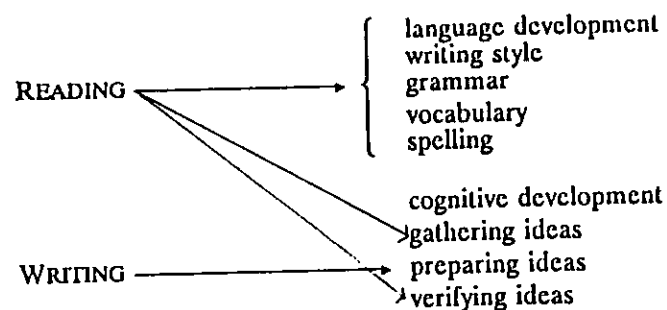 language development
writing style
READING grammar
vocabulary
spelling
cognitive development
gathering ideas
WRITING preparing ideas
verifying ideas